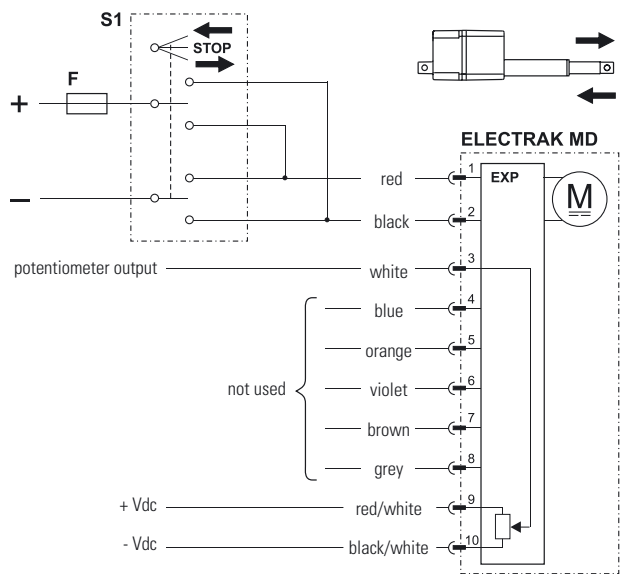 S1
STOP
F
+
−
ELECTRAK MD
EXP
M
red 1
black 2
potentiometer output white 3
blue 4
orange 5
not used violet 6
brown 7
grey 8
+ Vdc red/white 9
- Vdc black/white 10